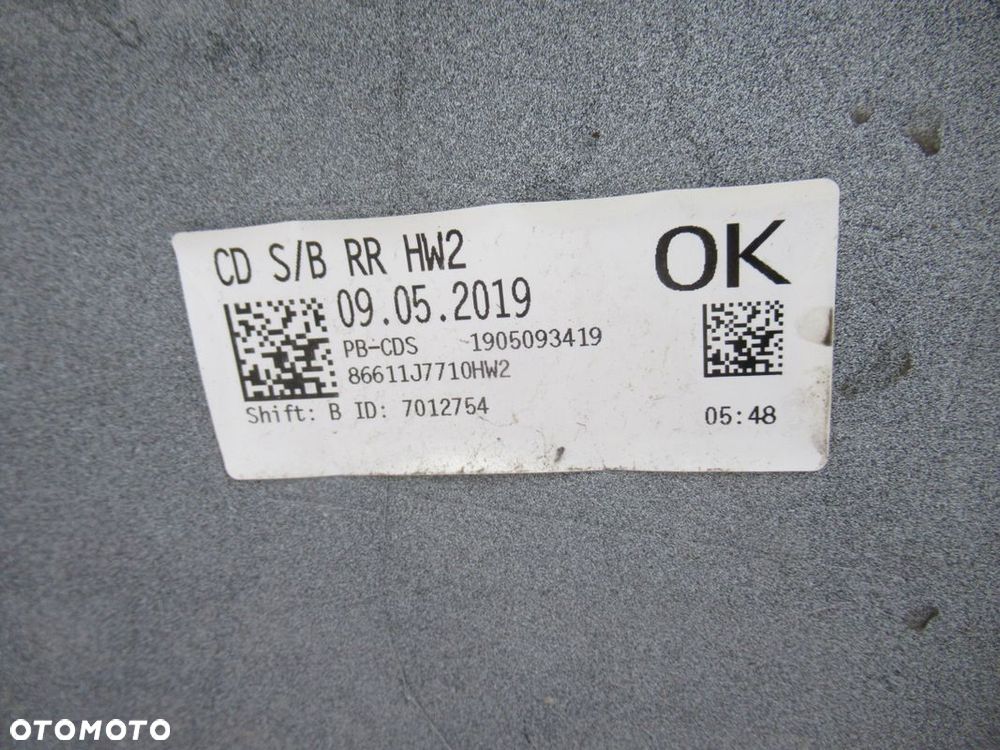 CD S/B RR HW2
OK
09.05.2019
PB-CDS 1905093419
86611J7710HW2
Shift: B ID: 7012754
05:48
OTOMOTO